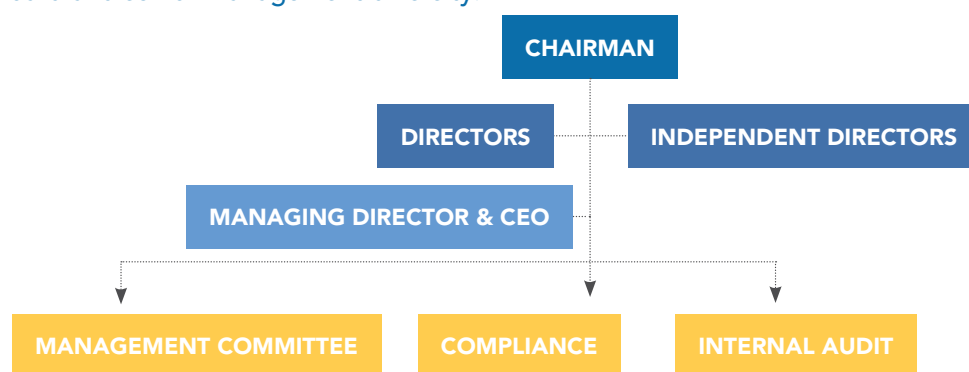 CHAIRMAN
DIRECTORS
INDEPENDENT DIRECTORS
MANAGING DIRECTOR & CEO
MANAGEMENT COMMITTEE
COMPLIANCE
INTERNAL AUDIT